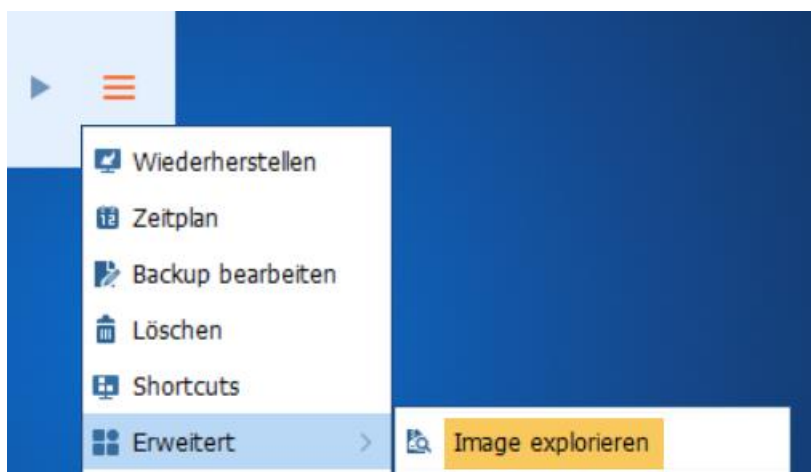 Wiederherstellen
Zeitplan
Backup bearbeiten
Löschen
Shortcuts
Erweitert
Image explorieren